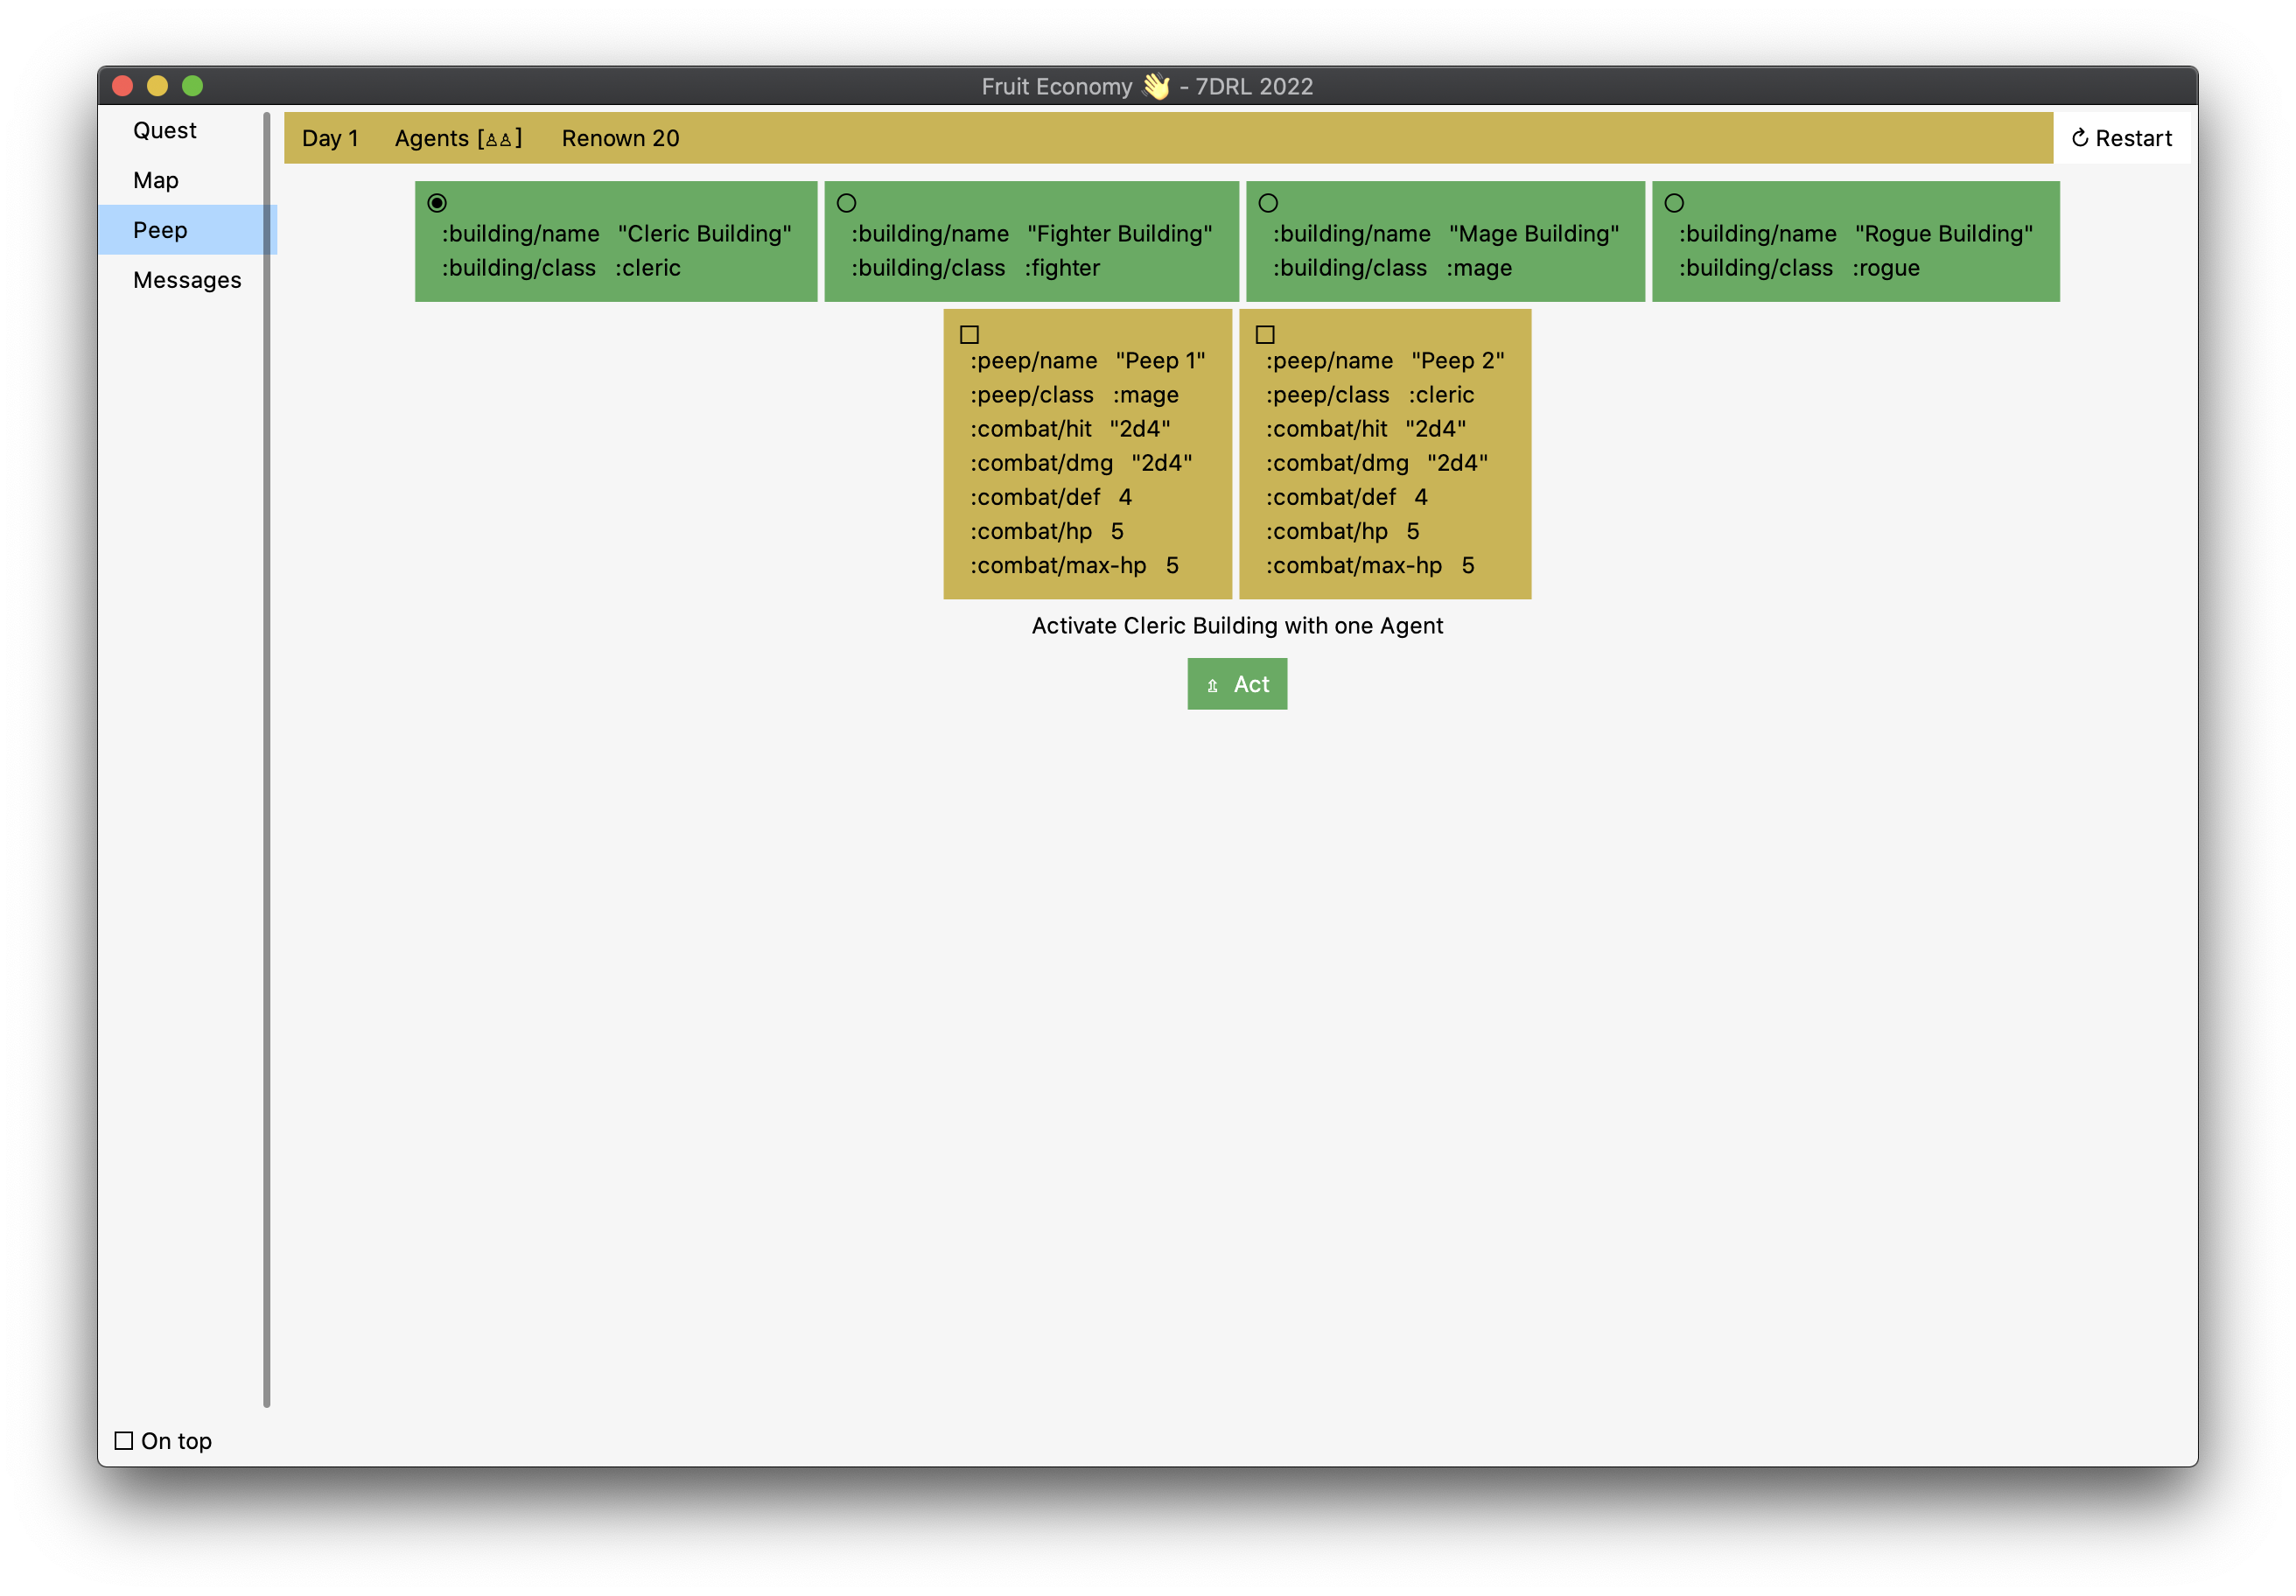 Fruit Economy 👋 - 7DRL 2022
Quest
Map
Peep
Messages
Day 1 Agents [♙♙] Renown 20
↻ Restart
:building/name "Cleric Building"
:building/class :cleric
:building/name "Fighter Building"
:building/class :fighter
:building/name "Mage Building"
:building/class :mage
:building/name "Rogue Building"
:building/class :rogue
:peep/name "Peep 1"
:peep/class :mage
:combat/hit "2d4"
:combat/dmg "2d4"
:combat/def 4
:combat/hp 5
:combat/max-hp 5
:peep/name "Peep 2"
:peep/class :cleric
:combat/hit "2d4"
:combat/dmg "2d4"
:combat/def 4
:combat/hp 5
:combat/max-hp 5
Activate Cleric Building with one Agent
⇫ Act
On top